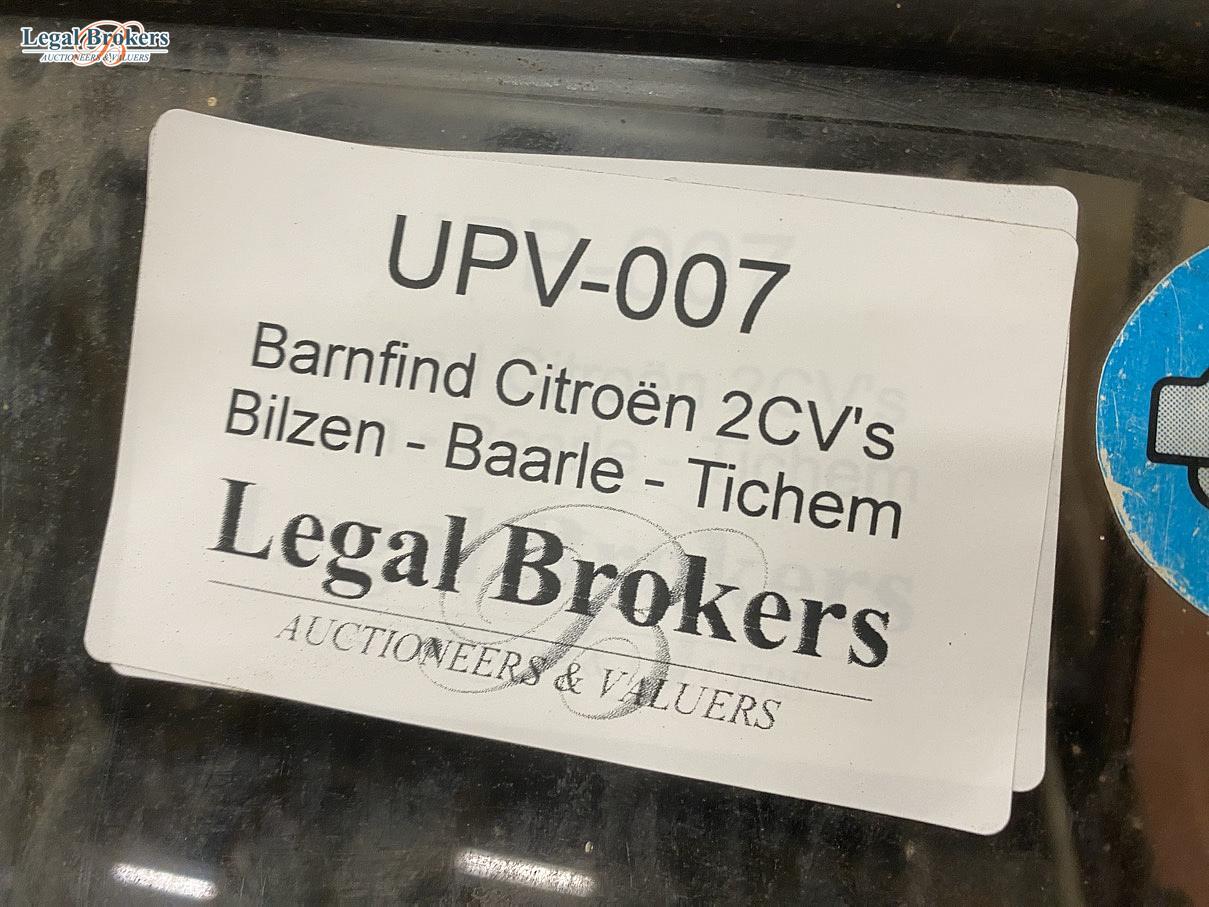 Legal Brokers
AUCTIONEERS & VALUERS
UPV-007
Barnfind Citroën 2CV's
Bilzen - Baarle - Tichem
Legal Brokers
AUCTIONEERS & VALUERS